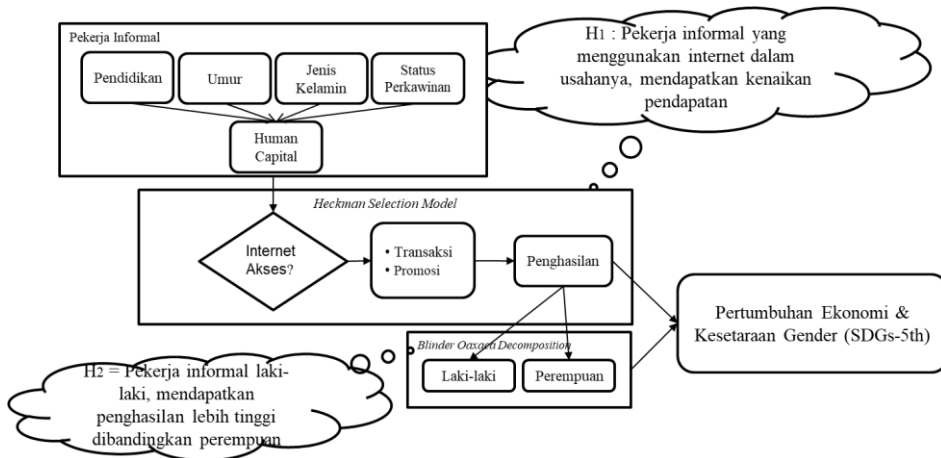 Pekerja Informal
Pendidikan
Umur
Jenis
Kelamin
Status
Perkawinan
Human
Capital
H1 : Pekerja informal yang
menggunakan internet dalam
usahanya, mendapatkan kenaikan
pendapatan
Heckman Selection Model
Internet
Akses?
• Transaksi
• Promosi
Penghasilan
Pertumbuhan Ekonomi &
Kesetaraan Gender (SDGs-5th)
Blinder Oaxaca Decomposition
Laki-laki
Perempuan
H2 = Pekerja informal laki-
laki, mendapatkan
penghasilan lebih tinggi
dibandingkan perempuan